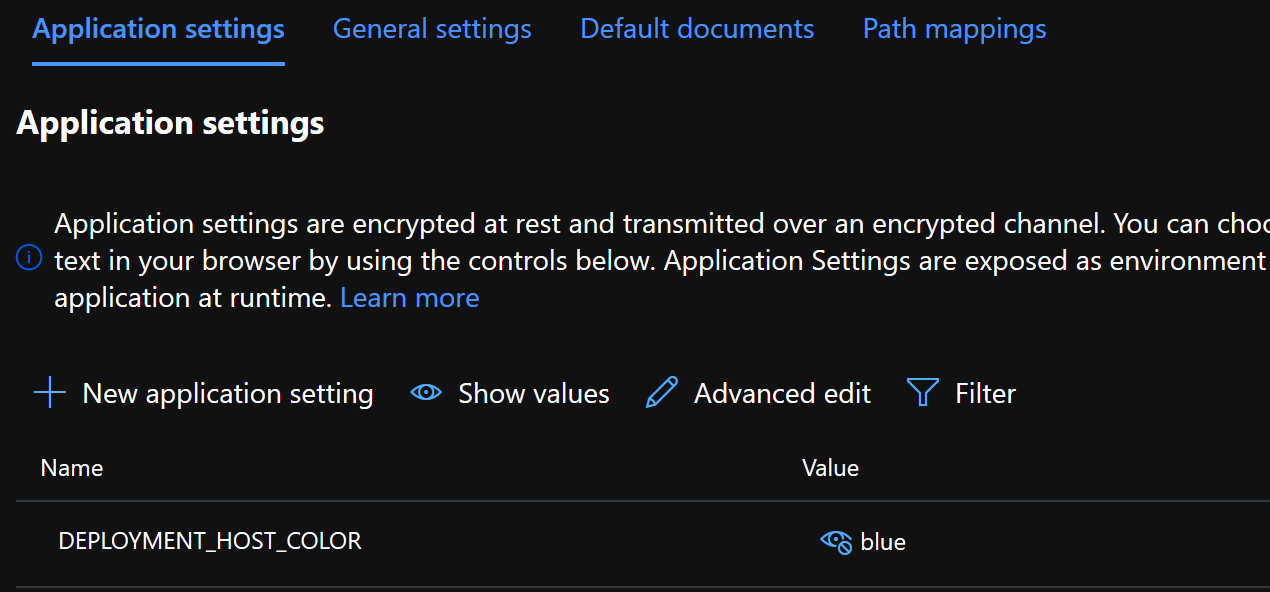 Application settings General settings Default documents Path mappings
Application settings
Application settings are encrypted at rest and transmitted over an encrypted channel. You can
text in your browser by using the controls below. Application Settings are exposed as environment
application at runtime. Learn more
New application setting Show values Advanced edit Filter
Name Value
DEPLOYMENT_HOST_COLOR blue